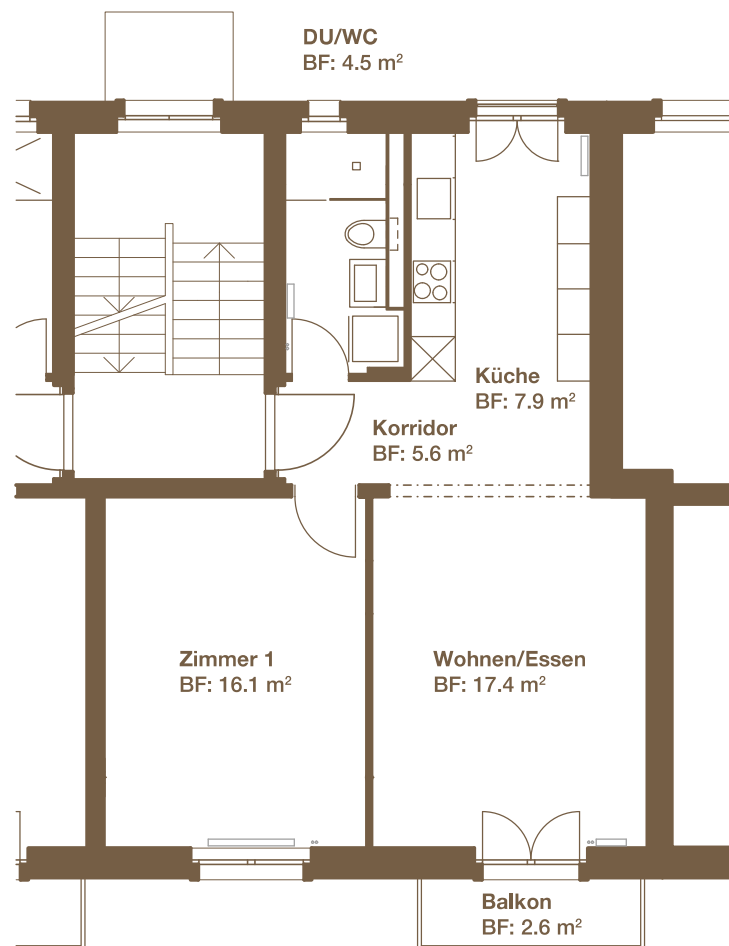 DU/WC
BF: 4.5 m²
Küche
BF: 7.9 m²
Korridor
BF: 5.6 m²
Zimmer 1
BF: 16.1 m²
Wohnen/Essen
BF: 17.4 m²
Balkon
BF: 2.6 m²